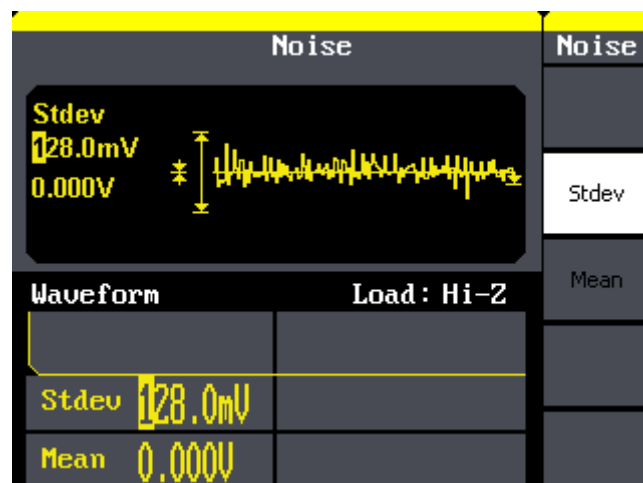 Noise
Noise
Stdev
128.0mV
0.000V
Stdev
Mean
Waveform Load: Hi-Z
Stdev 128.0mV
Mean 0.000V